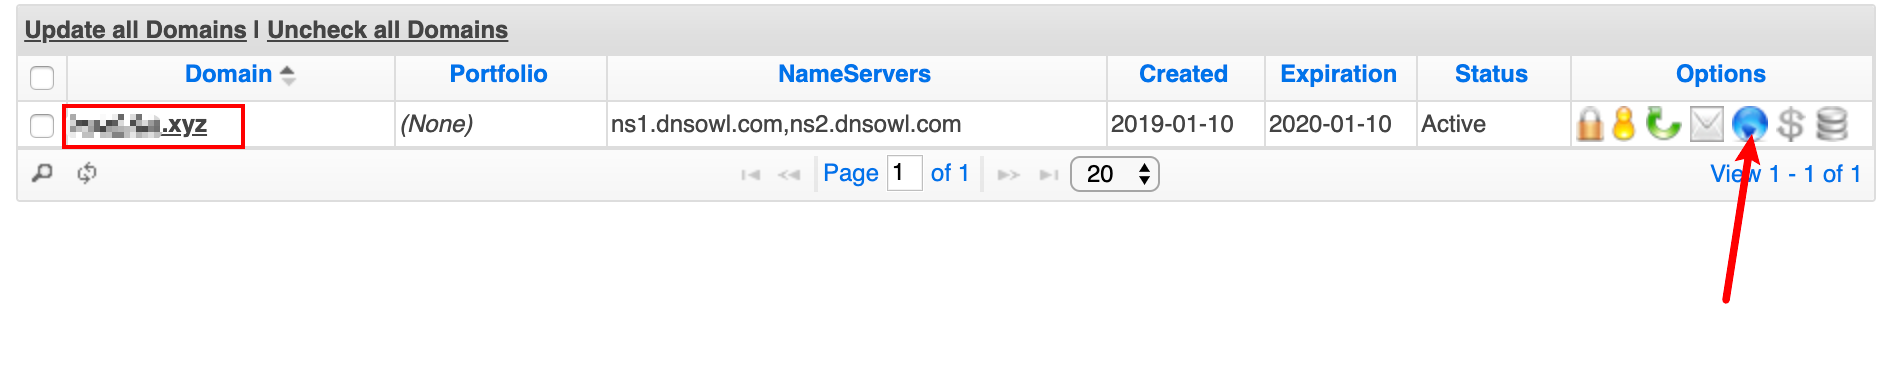 Update all Domains | Uncheck all Domains
Domain Portfolio NameServers Created Expiration Status Options
.xyz (None) ns1.dnsowl.com,ns2.dnsowl.com 2019-01-10 2020-01-10 Active $
Page 1 of 1 20 View 1 - 1 of 1